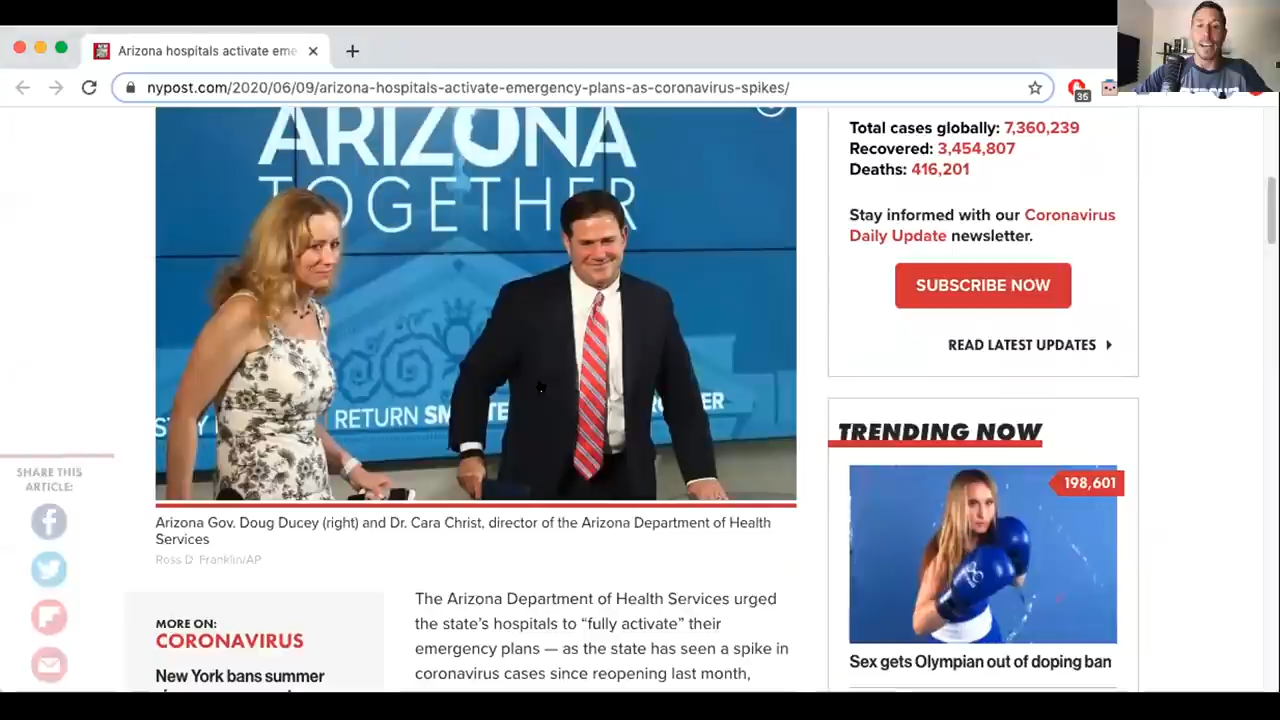 Arizona hospitals activate eme
nypost.com/2020/06/09/arizona-hospitals-activate-emergency-plans-as-coronavirus-spikes/
35
ARIZONA
TOGETHER
RETURN
SHARE THIS
ARTICLE:
Arizona Gov. Doug Ducey (right) and Dr. Cara Christ, director of the Arizona Department of Health
Services
Ross D. Franklin/AP
MORE ON:
CORONAVIRUS
New York bans summer
The Arizona Department of Health Services urged
the state’s hospitals to “fully activate” their
emergency plans — as the state has seen a spike in
coronavirus cases since reopening last month,
Total cases globally: 7,360,239
Recovered: 3,454,807
Deaths: 416,201
Stay informed with our Coronavirus
Daily Update newsletter.
SUBSCRIBE NOW
READ LATEST UPDATES
TRENDING NOW
198,601
Sex gets Olympian out of doping ban